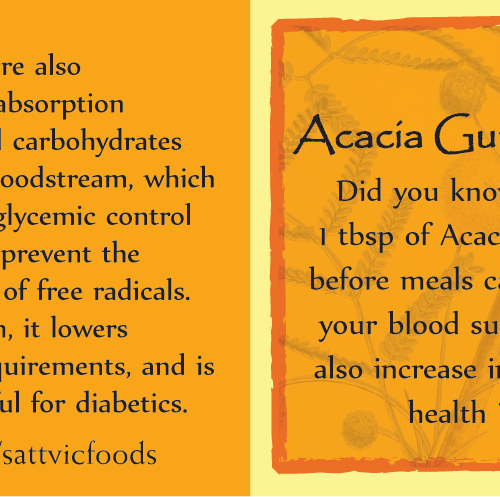 re also
absorption
carbohydrates
oodstream, which
glycemic control
prevent the
of free radicals.
, it lowers
quirements, and is
ul for diabetics.
/sattvicfoods
Acacia Gu
Did you kno
1 tbsp of Acac
before meals c
your blood su
also increase i
health